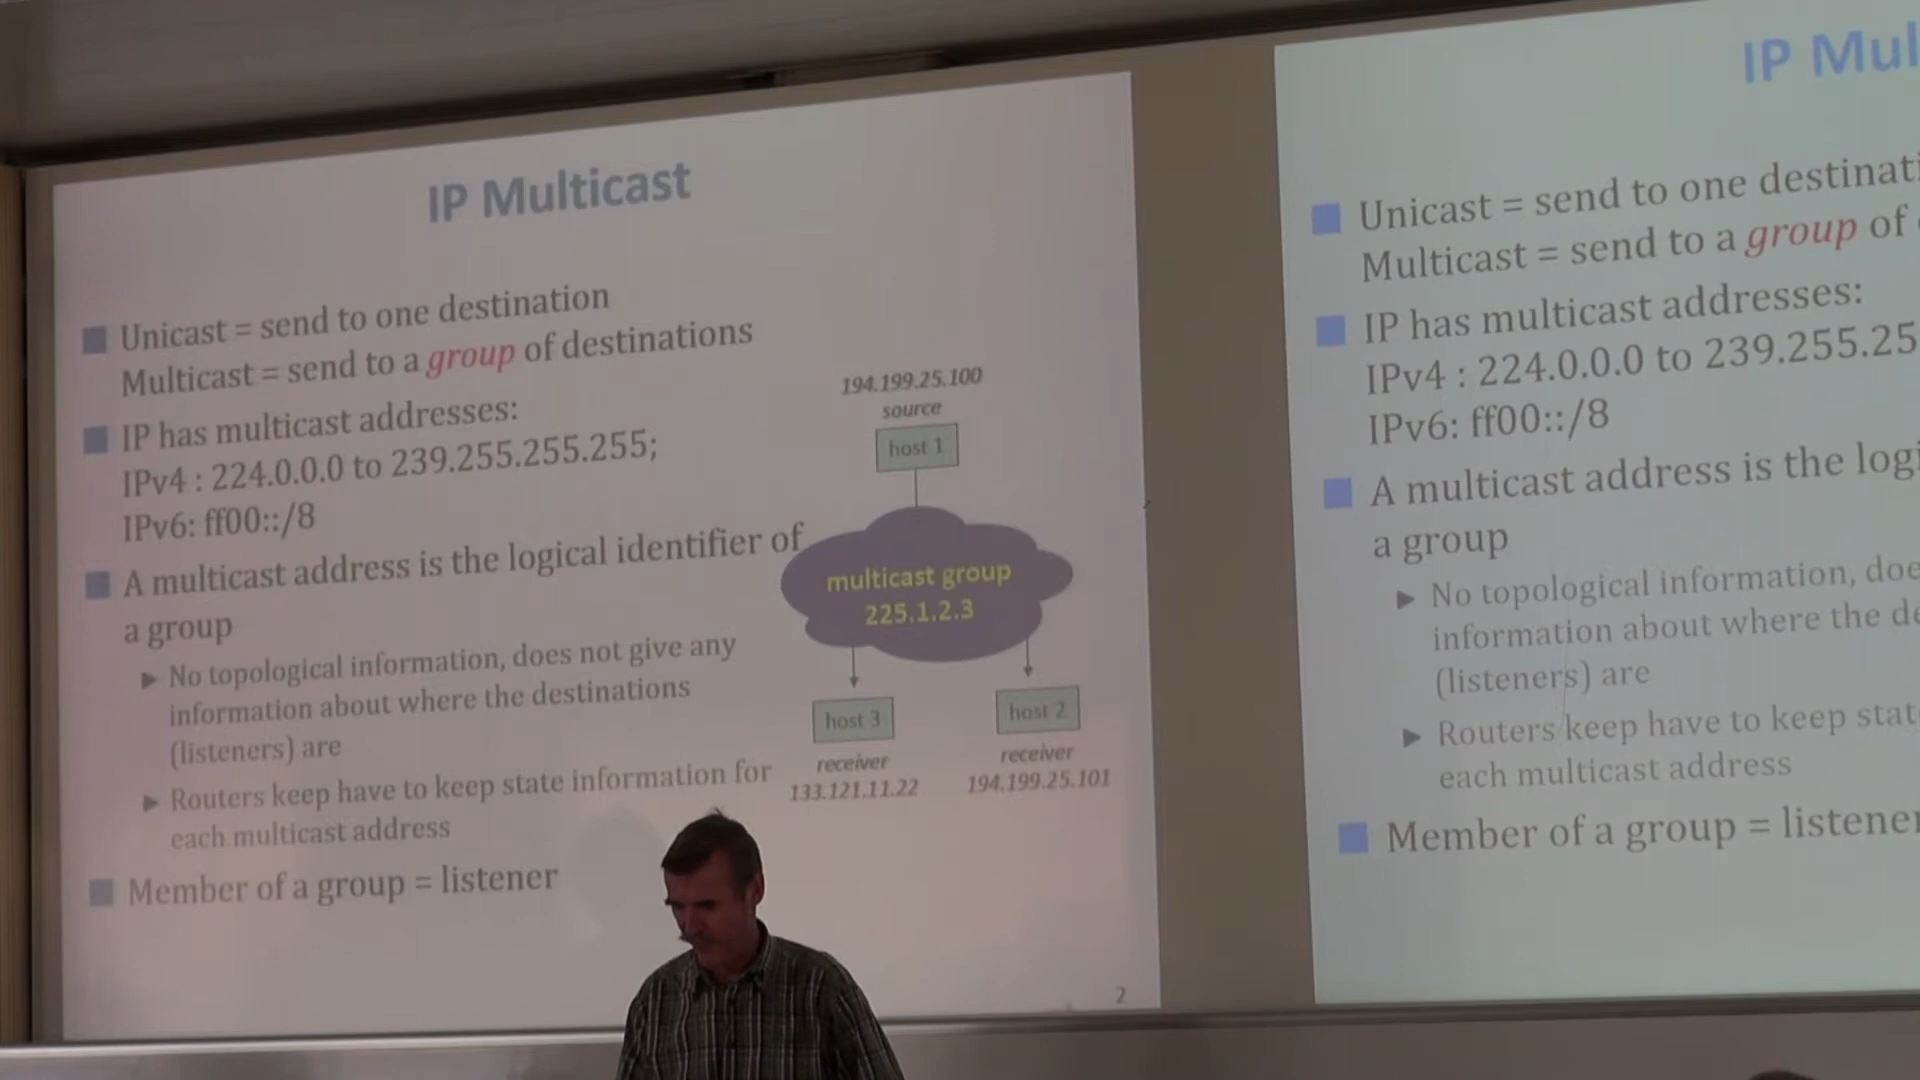 IP Multicast
Unicast = send to one destination
Multicast = send to a group of destinations
IP has multicast addresses:
IPv4 : 224.0.0.0 to 239.255.255.255;
IPv6: ff00::/8
A multicast address is the logical identifier of
a group
No topological information, does not give any
information about where the destinations
(listeners) are
Routers keep have to keep state information for
each multicast address
Member of a group = listener
194.199.25.100
source
host 1
multicast group
225.1.2.3
host 3
receiver
133.121.11.22
host 2
receiver
194.199.25.101
2
IP Mul
Unicast = send to one destinati
Multicast = send to a group of
IP has multicast addresses:
IPv4 : 224.0.0.0 to 239.255.25
IPv6: ff00::/8
A multicast address is the logi
a group
No topological information, doe
information about where the de
(listeners) are
Routers keep have to keep stat
each multicast address
Member of a group = listener